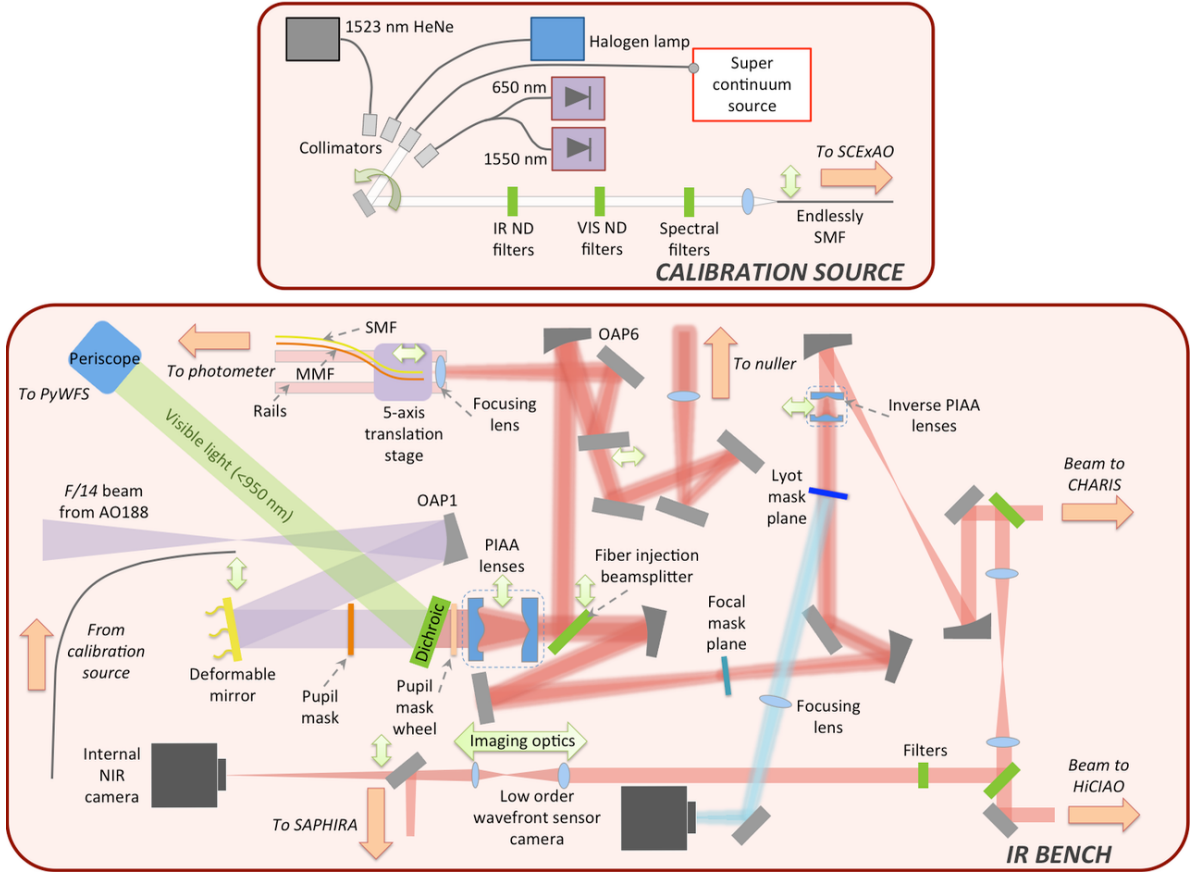 1523 nm HeNe
Halogen lamp
Super
continuum
source
650 nm
1550 nm
Collimators
To SCExAO
IR ND
filters
VIS ND
filters
Spectral
filters
Endlessly
SMF
CALIBRATION SOURCE
Periscope
To PyWFS
To photometer
SMF
MMF
Rails
5-axis
translation
stage
Focusing
lens
OAP6
To nuller
Inverse PIAA
lenses
Visible light (<950 nm)
F/14 beam
from AO188
OAP1
PIAA
lenses
Fiber injection
beamsplitter
Lyot
mask
plane
Beam to
CHARIS
From
calibration
source
Deformable
mirror
Pupil
mask
Dichroic
Pupil
mask
wheel
Focal
mask
plane
Focusing
lens
Internal
NIR
camera
Imaging optics
Filters
To SAPHIRA
Low order
wavefront sensor
camera
Beam to
HiCIAO
IR BENCH